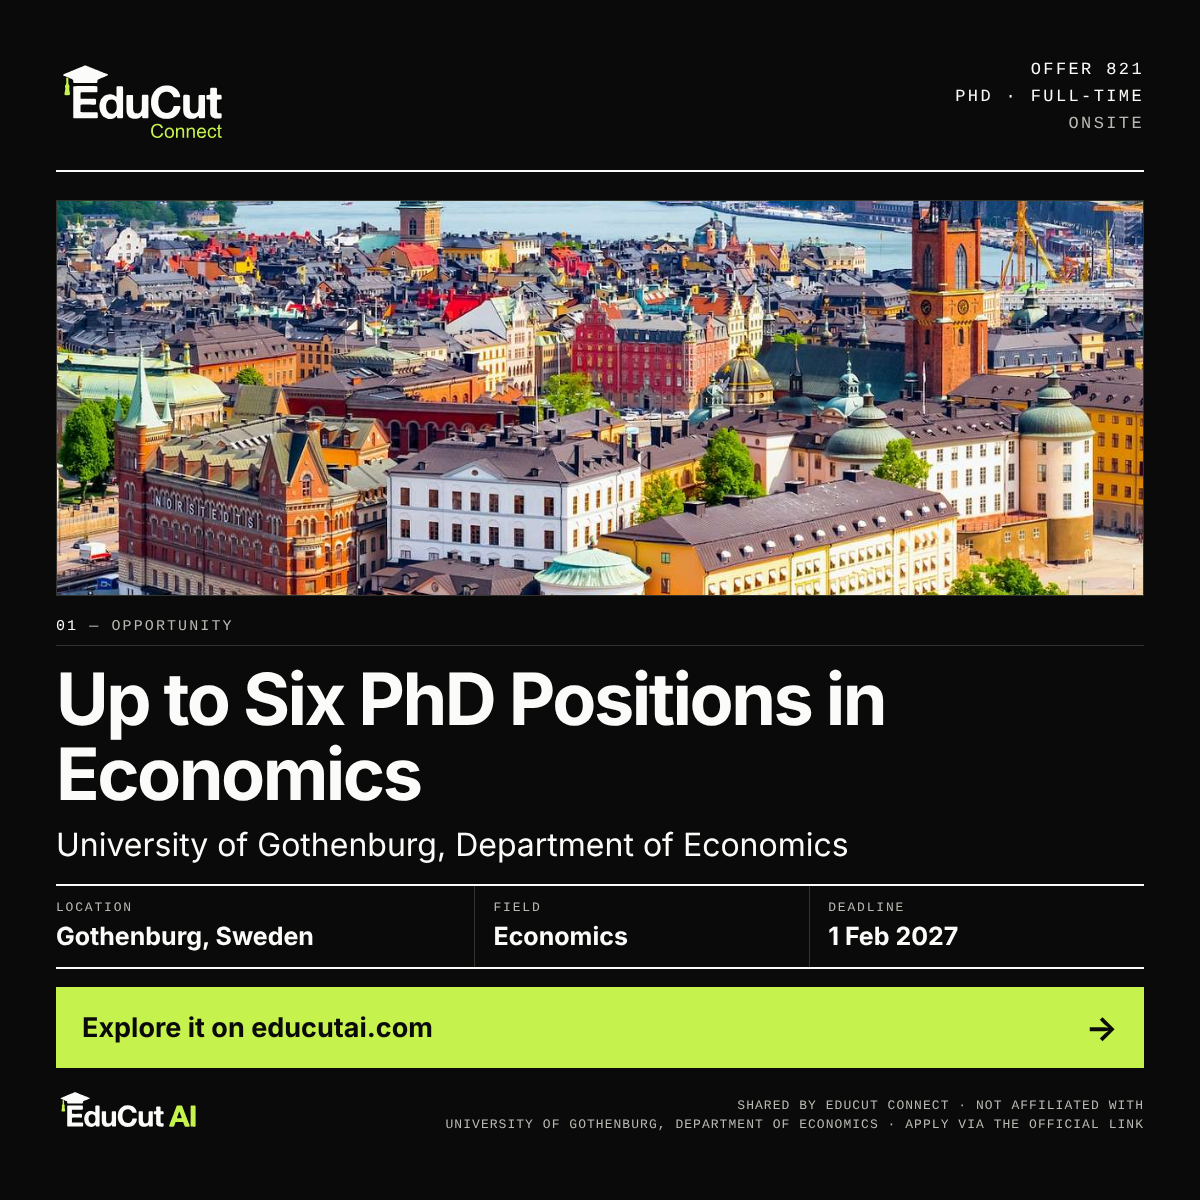 EduCut
Connect
OFFER 821
PHD · FULL-TIME
ONSITE
NORSTEDTS
01 — OPPORTUNITY
Up to Six PhD Positions in
Economics
University of Gothenburg, Department of Economics
LOCATION
Gothenburg, Sweden
FIELD
Economics
DEADLINE
1 Feb 2027
Explore it on educutai.com →
EduCut AI
SHARED BY EDUCUT CONNECT · NOT AFFILIATED WITH
UNIVERSITY OF GOTHENBURG, DEPARTMENT OF ECONOMICS · APPLY VIA THE OFFICIAL LINK